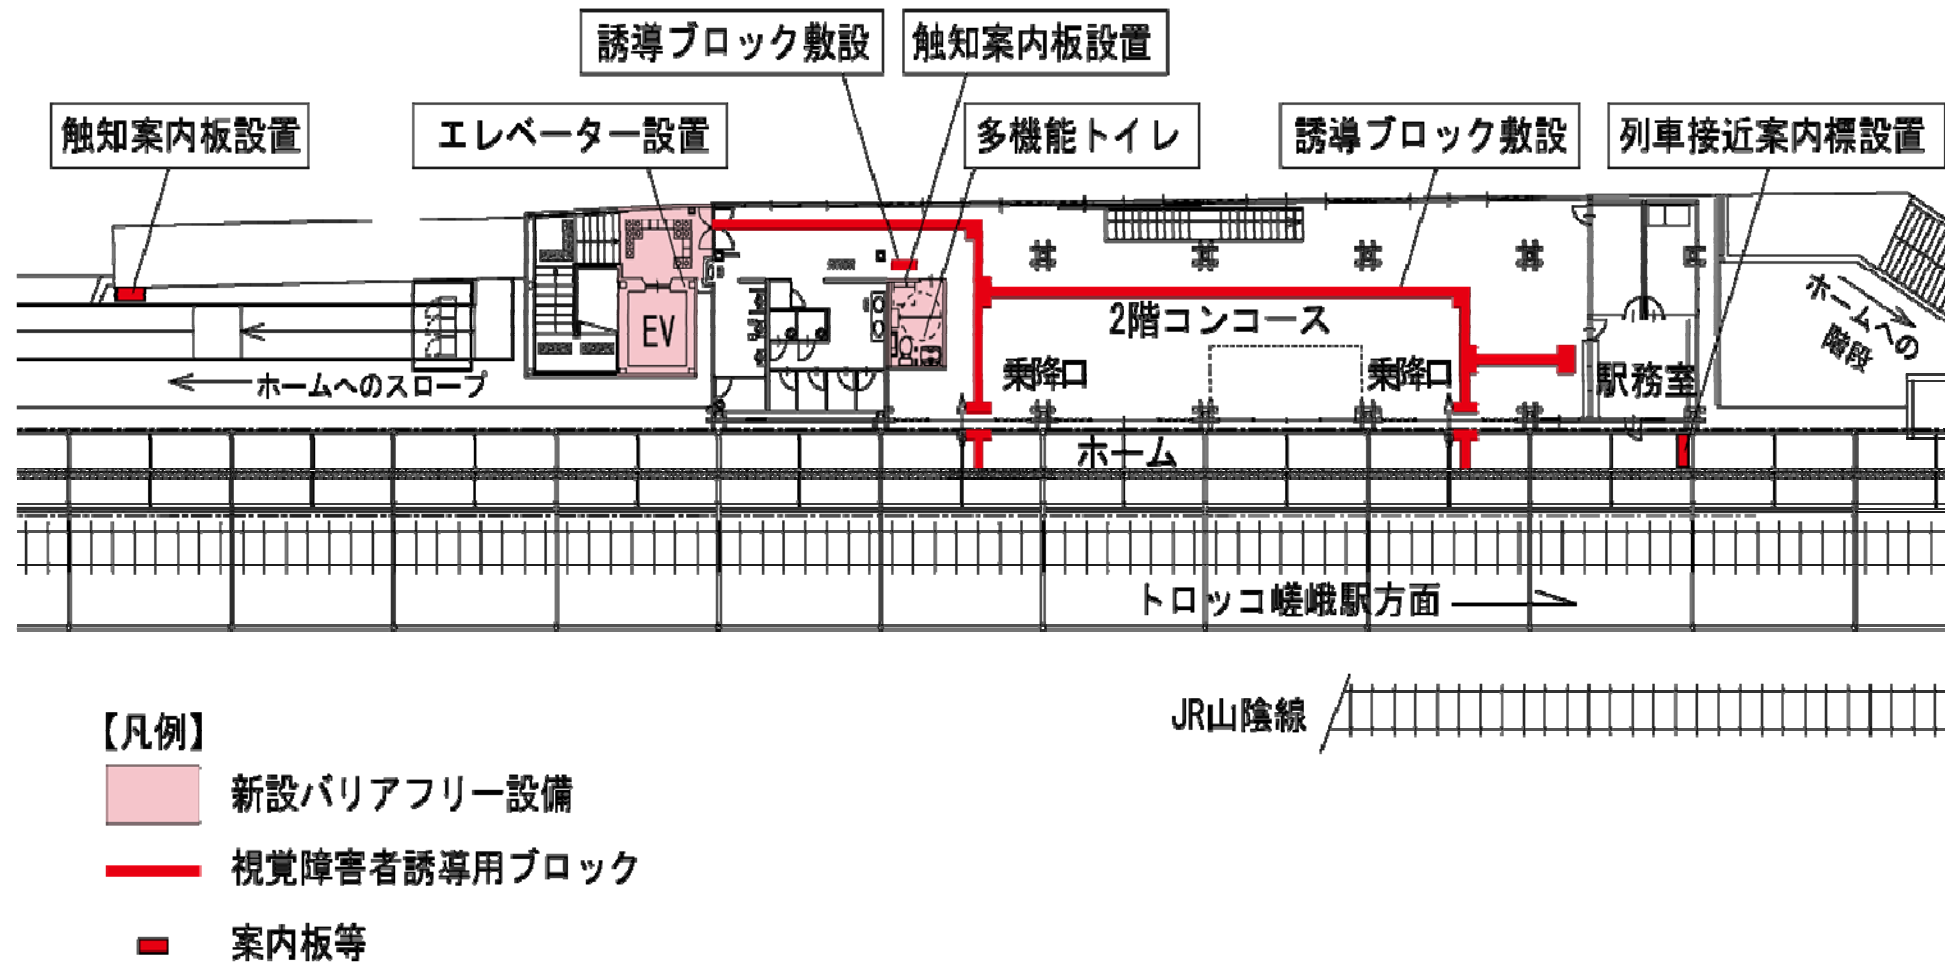 誘導ブロック敷設
触知案内板設置
触知案内板設置
エレベーター設置
多機能トイレ
誘導ブロック敷設
列車接近案内標設置
EV
2階コンコース
乗降口
乗降口
駅務室
ホームへの
階段
ホームへのスロープ
ホーム
トロッコ嵯峨駅方面
JR山陰線
【凡例】
新設バリアフリー設備
視覚障害者誘導用ブロック
案内板等